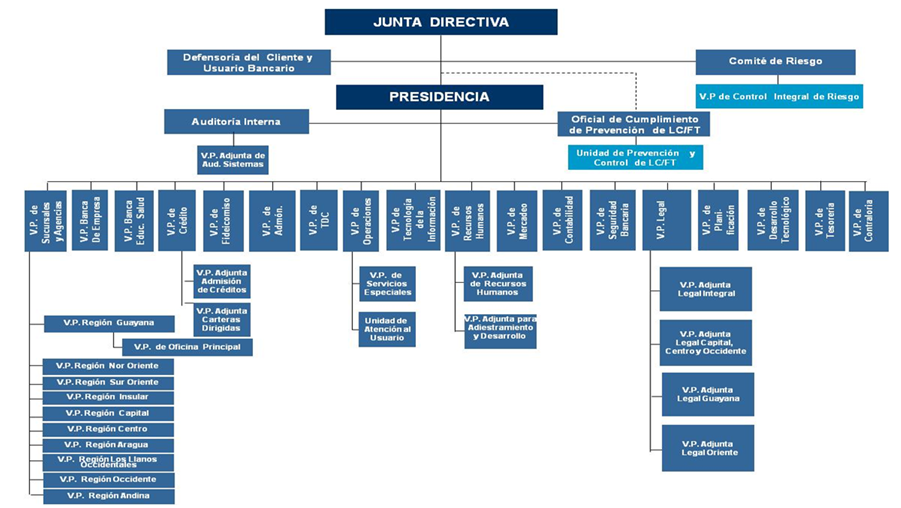 JUNTA DIRECTIVA
Defensoría del Cliente y
Usuario Bancario
Comité de Riesgo
V.P de Control Integral de Riesgo
PRESIDENCIA
Auditoría Interna
Oficial de Cumplimiento
de Prevención de LC/FT
V.P. Adjunta de
Aud. Sistemas
Unidad de Prevención y
Control de LC/FT
V.P. de
Sucursales
y Agencias
V.P. Banca
De Empresa
V.P. Banca
Educ. Salud
V.P. de
Crédito
V.P. de
Fideicomiso
V.P. de
Admón.
V.P. de
TDC
V.P. de
Operaciones
V.P de
Tecnología
de la
Información
V.P. de
Recursos
Humanos
V.P. de
Mercadeo
V.P. de
Contabilidad
V.P. de
Seguridad
Bancaria
V.P. Legal
V.P. de
Plani-
ficación
V.P. de
Desarrollo
Tecnológico
V.P. de
Tesorería
V.P. de
Contraloría
V.P. Adjunta
Admisión
de Créditos
V.P. Adjunta
Carteras
Dirigidas
V.P. de
Servicios
Especiales
Unidad de
Atención al
Usuario
V.P. Adjunta
de Recursos
Humanos
V.P. Adjunta para
Adiestramiento
y Desarrollo
V.P. Adjunta
Legal Integral
V.P. Adjunta
Legal Capital,
Centro y Occidente
V.P. Adjunta
Legal Guayana
V.P. Adjunta
Legal Oriente
V.P. Región Guayana
V.P. de Oficina Principal
V.P. Región Nor Oriente
V.P. Región Sur Oriente
V.P. Región Insular
V.P. Región Capital
V.P. Región Centro
V.P. Región Aragua
V.P. Región Los Llanos
Occidentales
V.P. Región Occidente
V.P. Región Andina